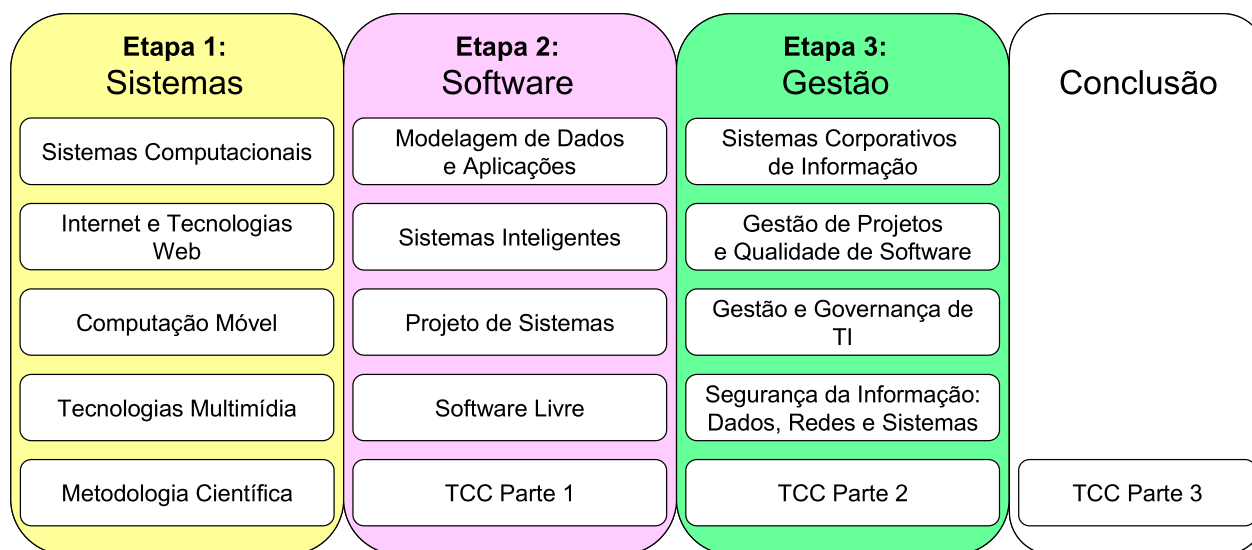 Etapa 1:
Sistemas
Sistemas Computacionais
Internet e Tecnologias
Web
Computação Móvel
Tecnologias Multimídia
Metodologia Científica
Etapa 2:
Software
Modelagem de Dados
e Aplicações
Sistemas Inteligentes
Projeto de Sistemas
Software Livre
TCC Parte 1
Etapa 3:
Gestão
Sistemas Corporativos
de Informação
Gestão de Projetos
e Qualidade de Software
Gestão e Governança de
TI
Segurança da Informação:
Dados, Redes e Sistemas
TCC Parte 2
Conclusão
TCC Parte 3